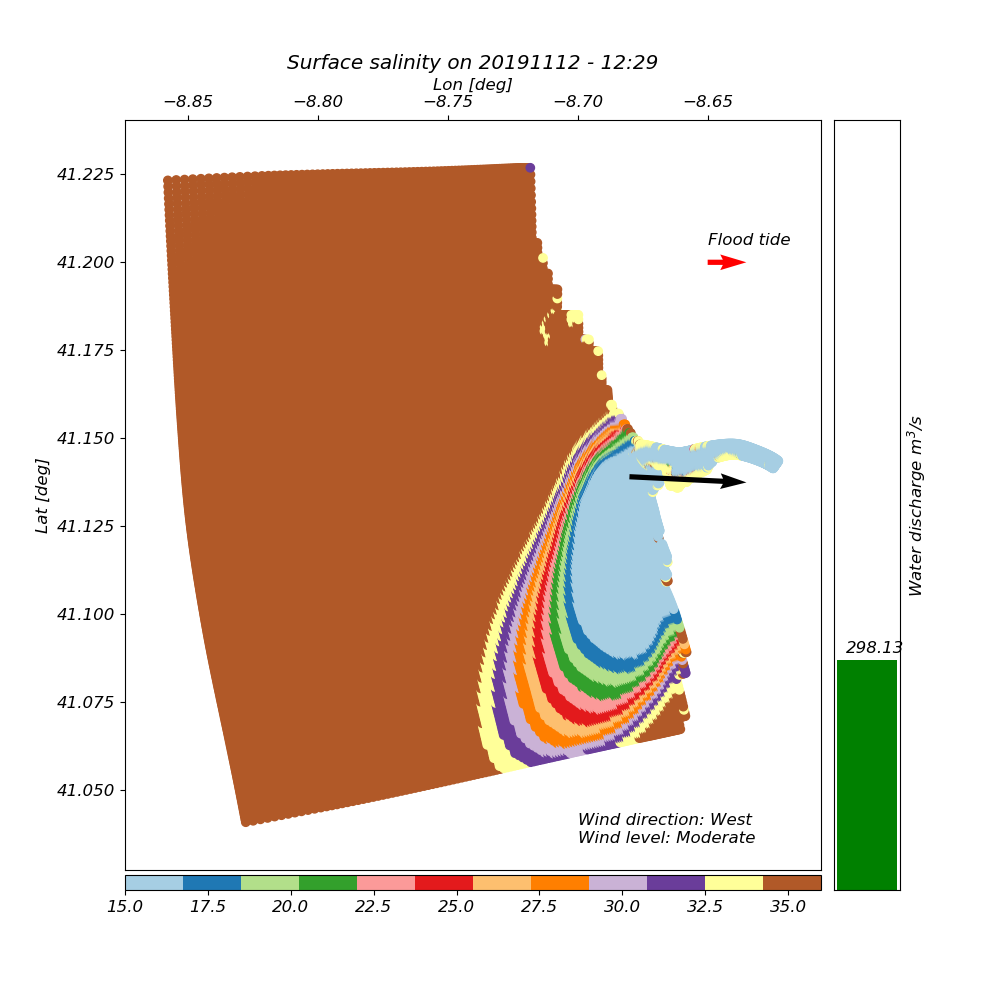 Surface salinity on 20191112 - 12:29
Lon [deg]
−8.85 −8.80 −8.75 −8.70 −8.65
41.225
41.200
41.175
41.150
41.125
41.100
41.075
41.050
Lat [deg]
Flood tide
Wind direction: West
Wind level: Moderate
15.0 17.5 20.0 22.5 25.0 27.5 30.0 32.5 35.0
298.13
Water discharge m³/s